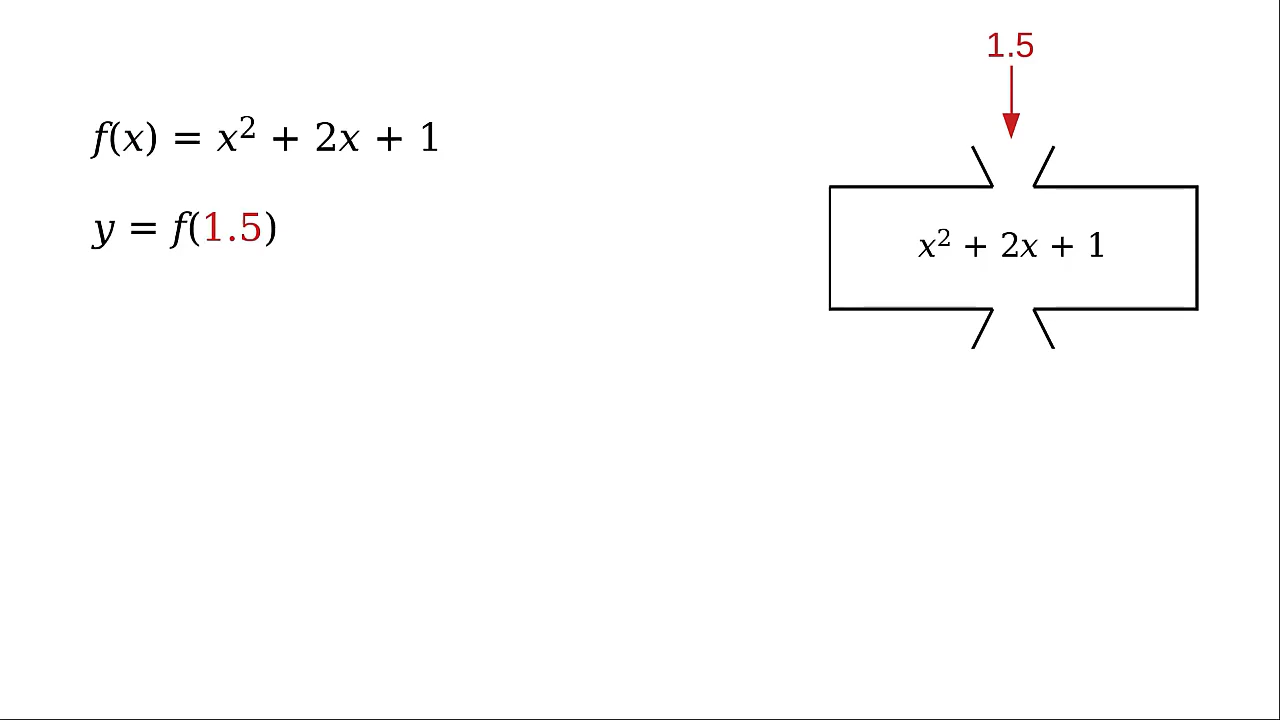 f(x) = x² + 2x + 1
y = f(1.5)
1.5
x² + 2x + 1